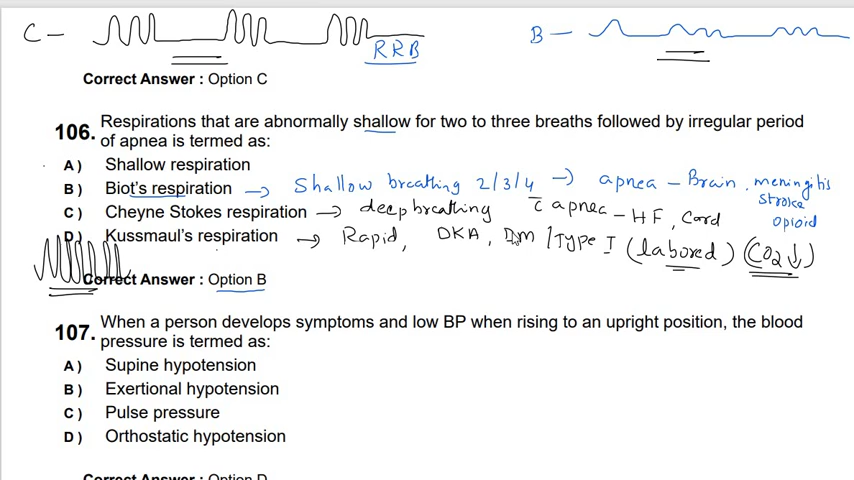 C –
RRB
B –
Correct Answer : Option C
106. Respirations that are abnormally shallow for two to three breaths followed by irregular period
of apnea is termed as:
A ) Shallow respiration
B ) Biot's respiration → Shallow breathing 2/3/4 → apnea – Brain, meningitis
stroke
opioid
C ) Cheyne Stokes respiration → deep breathing c̄ apnea – HF, Cord
D ) Kussmaul's respiration → Rapid, DKA, DM / Type I (labored) (CO2↓)
Correct Answer : Option B
107. When a person develops symptoms and low BP when rising to an upright position, the blood
pressure is termed as:
A ) Supine hypotension
B ) Exertional hypotension
C ) Pulse pressure
D ) Orthostatic hypotension
Correct Answer : Option D